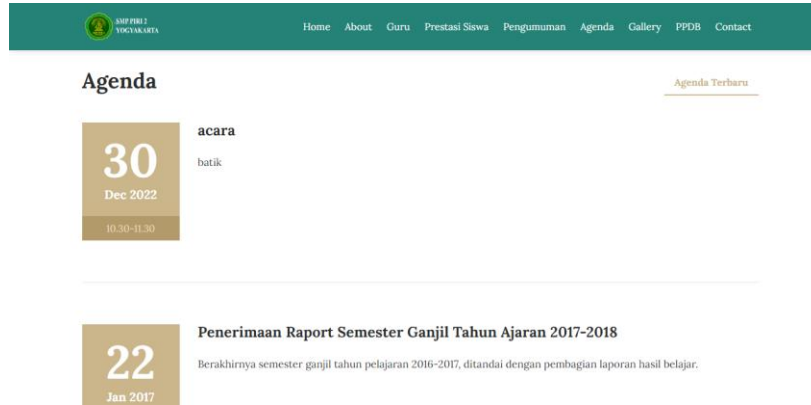 SMP PIRI 2
YOGYAKARTA
Home About Guru Prestasi Siswa Pengumuman Agenda Gallery PPDB Contact
Agenda
Agenda Terbaru
30
Dec 2022
10.30-11.30
acara
batik
22
Jan 2017
Penerimaan Raport Semester Ganjil Tahun Ajaran 2017-2018
Berakhirnya semester ganjil tahun pelajaran 2016-2017, ditandai dengan pembagian laporan hasil belajar.